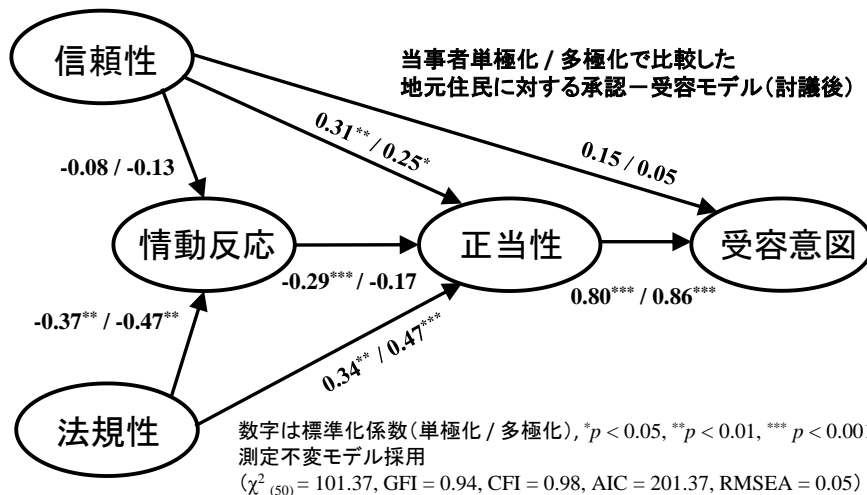 信頼性
当事者単極化 / 多極化で比較した
地元住民に対する承認－受容モデル（討議後）
0.31** / 0.25*
0.15 / 0.05
-0.08 / -0.13
情動反応
正当性
受容意図
-0.29*** / -0.17
0.80*** / 0.86***
-0.37** / -0.47**
0.34** / 0.47***
法規性
数字は標準化係数（単極化 / 多極化）, *p < 0.05, **p < 0.01, *** p < 0.001
測定不変モデル採用
（χ² (50) = 101.37, GFI = 0.94, CFI = 0.98, AIC = 201.37, RMSEA = 0.05）